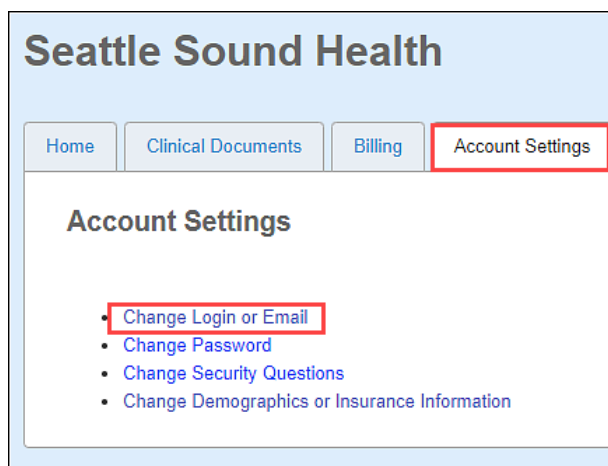 Seattle Sound Health
Home Clinical Documents Billing Account Settings
Account Settings
Change Login or Email
Change Password
Change Security Questions
Change Demographics or Insurance Information